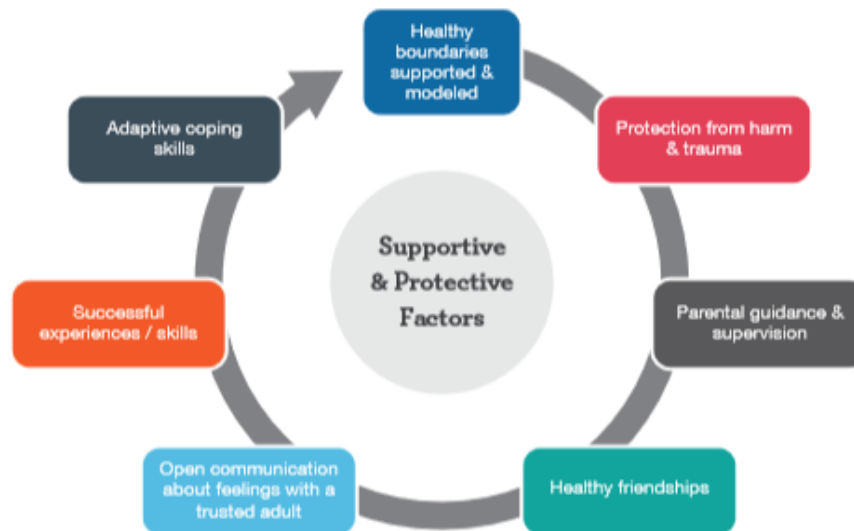 Healthy
boundaries
supported &
modeled
Protection from harm
& trauma
Parental guidance &
supervision
Healthy friendships
Open communication
about feelings with a
trusted adult
Successful
experiences / skills
Adaptive coping
skills
Supportive
& Protective
Factors